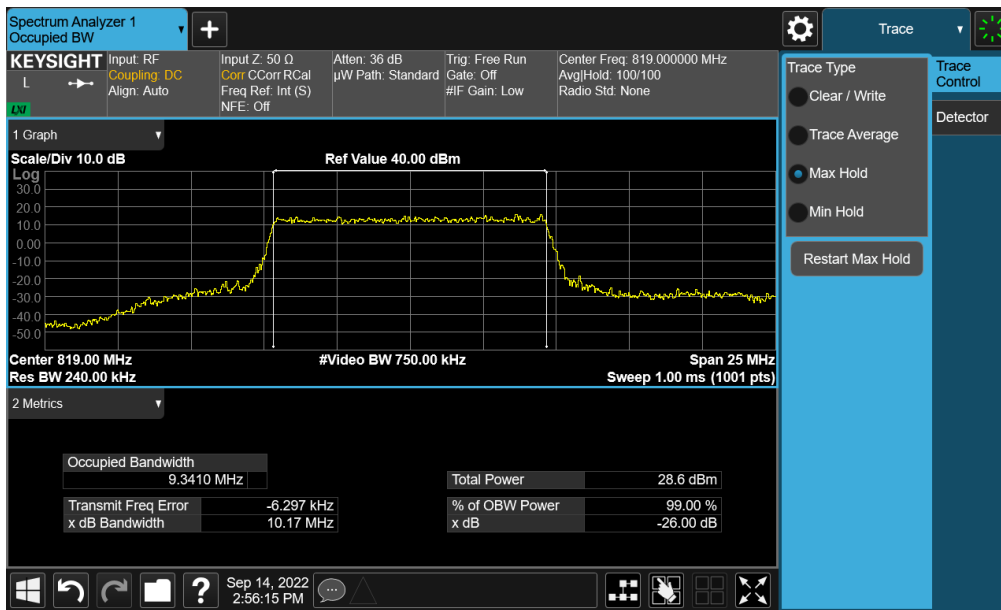 Spectrum Analyzer 1
Occupied BW
Trace
KEYSIGHT
L
LXI
Input: RF
Coupling: DC
Align: Auto
Input Z: 50 Ω
Corr CCorr RCal
Freq Ref: Int (S)
NFE: Off
Atten: 36 dB
µW Path: Standard
Trig: Free Run
Gate: Off
#IF Gain: Low
Center Freq: 819.000000 MHz
Avg|Hold: 100/100
Radio Std: None
Trace Type
Clear / Write
Trace Average
Max Hold
Min Hold
Restart Max Hold
Trace
Control
Detector
1 Graph
Scale/Div 10.0 dB
Ref Value 40.00 dBm
Log
30.0
20.0
10.0
0.00
-10.0
-20.0
-30.0
-40.0
-50.0
Center 819.00 MHz
#Video BW 750.00 kHz
Span 25 MHz
Res BW 240.00 kHz
Sweep 1.00 ms (1001 pts)
2 Metrics
Occupied Bandwidth
9.3410 MHz
Total Power 28.6 dBm
Transmit Freq Error -6.297 kHz
% of OBW Power 99.00 %
x dB Bandwidth 10.17 MHz
x dB -26.00 dB
Sep 14, 2022
2:56:15 PM